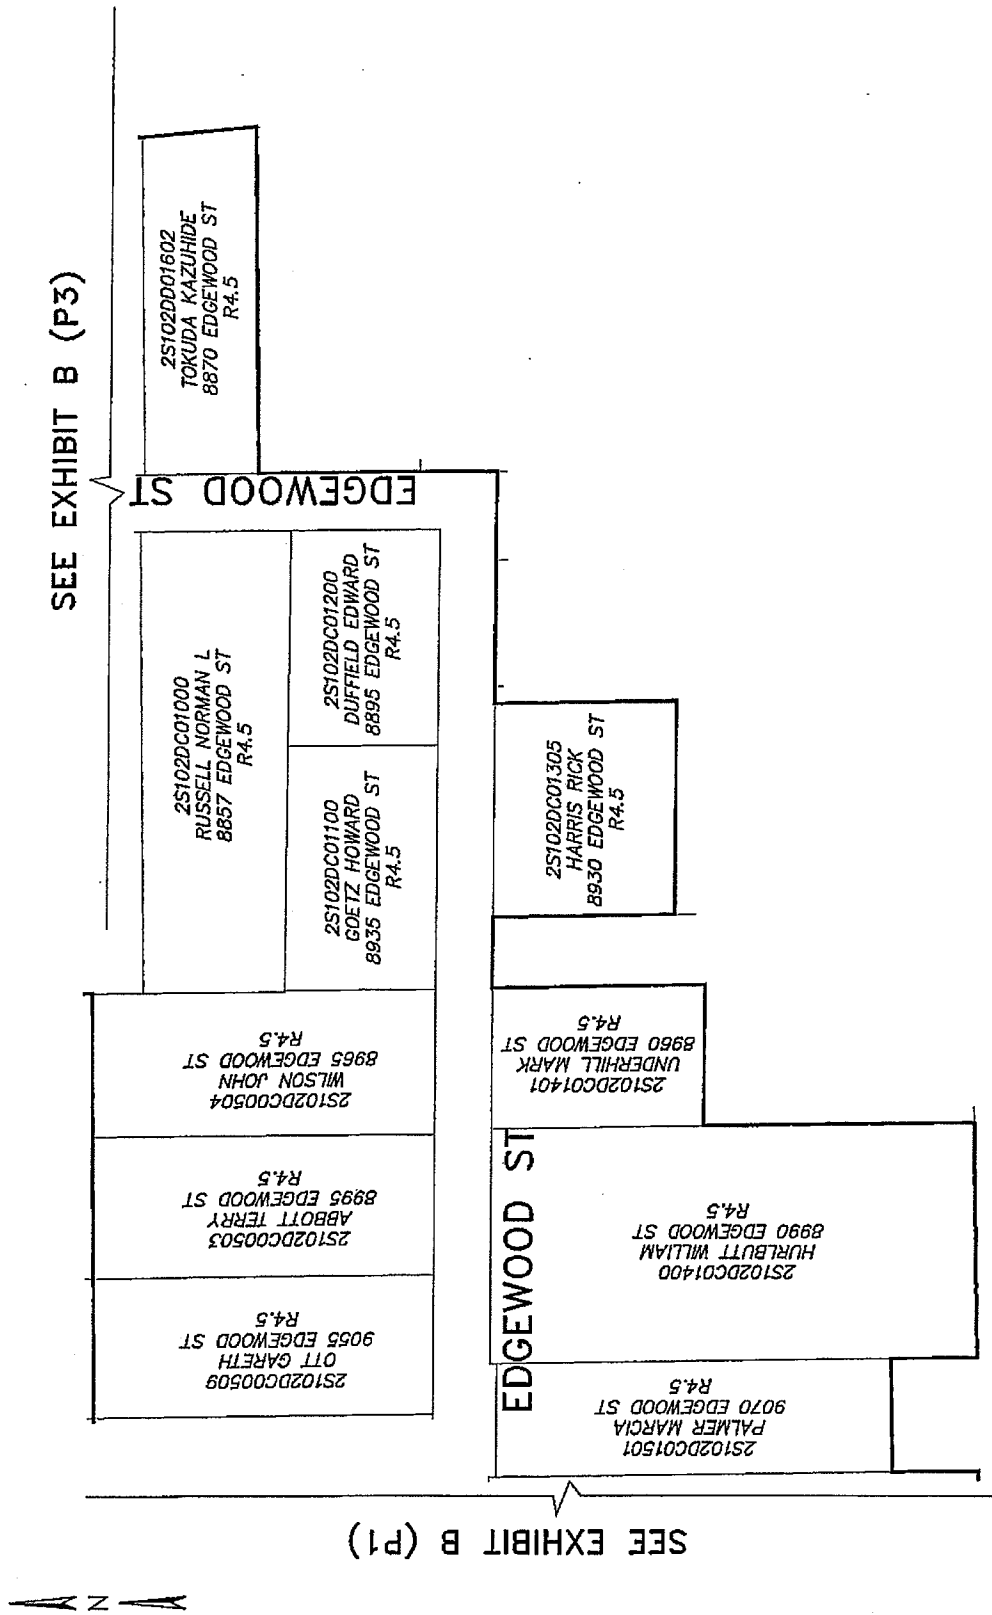 SEE EXHIBIT B (P3)
2S102DD01602
TOKUDA KAZUHIDE
8870 EDGEWOOD ST
R4.5
EDGEWOOD ST
2S102DC01000
RUSSELL NORMAN L
8857 EDGEWOOD ST
R4.5
2S102DC01200
DUFFIELD EDWARD
8895 EDGEWOOD ST
R4.5
2S102DC01100
GOETZ HOWARD
8935 EDGEWOOD ST
R4.5
2S102DC01305
HARRIS RICK
8930 EDGEWOOD ST
R4.5
2S102DC00504
WILSON JOHN
8965 EDGEWOOD ST
R4.5
2S102DC01401
UNDERHILL MARK
8960 EDGEWOOD ST
R4.5
2S102DC00503
ABBOTT TERRY
8995 EDGEWOOD ST
R4.5
EDGEWOOD ST
2S102DC01400
HURLBUTT WILLIAM
8990 EDGEWOOD ST
R4.5
2S102DC00509
OTT GARETH
9055 EDGEWOOD ST
R4.5
2S102DC01501
PALMER MARCIA
9070 EDGEWOOD ST
R4.5
SEE EXHIBIT B (P1)
N